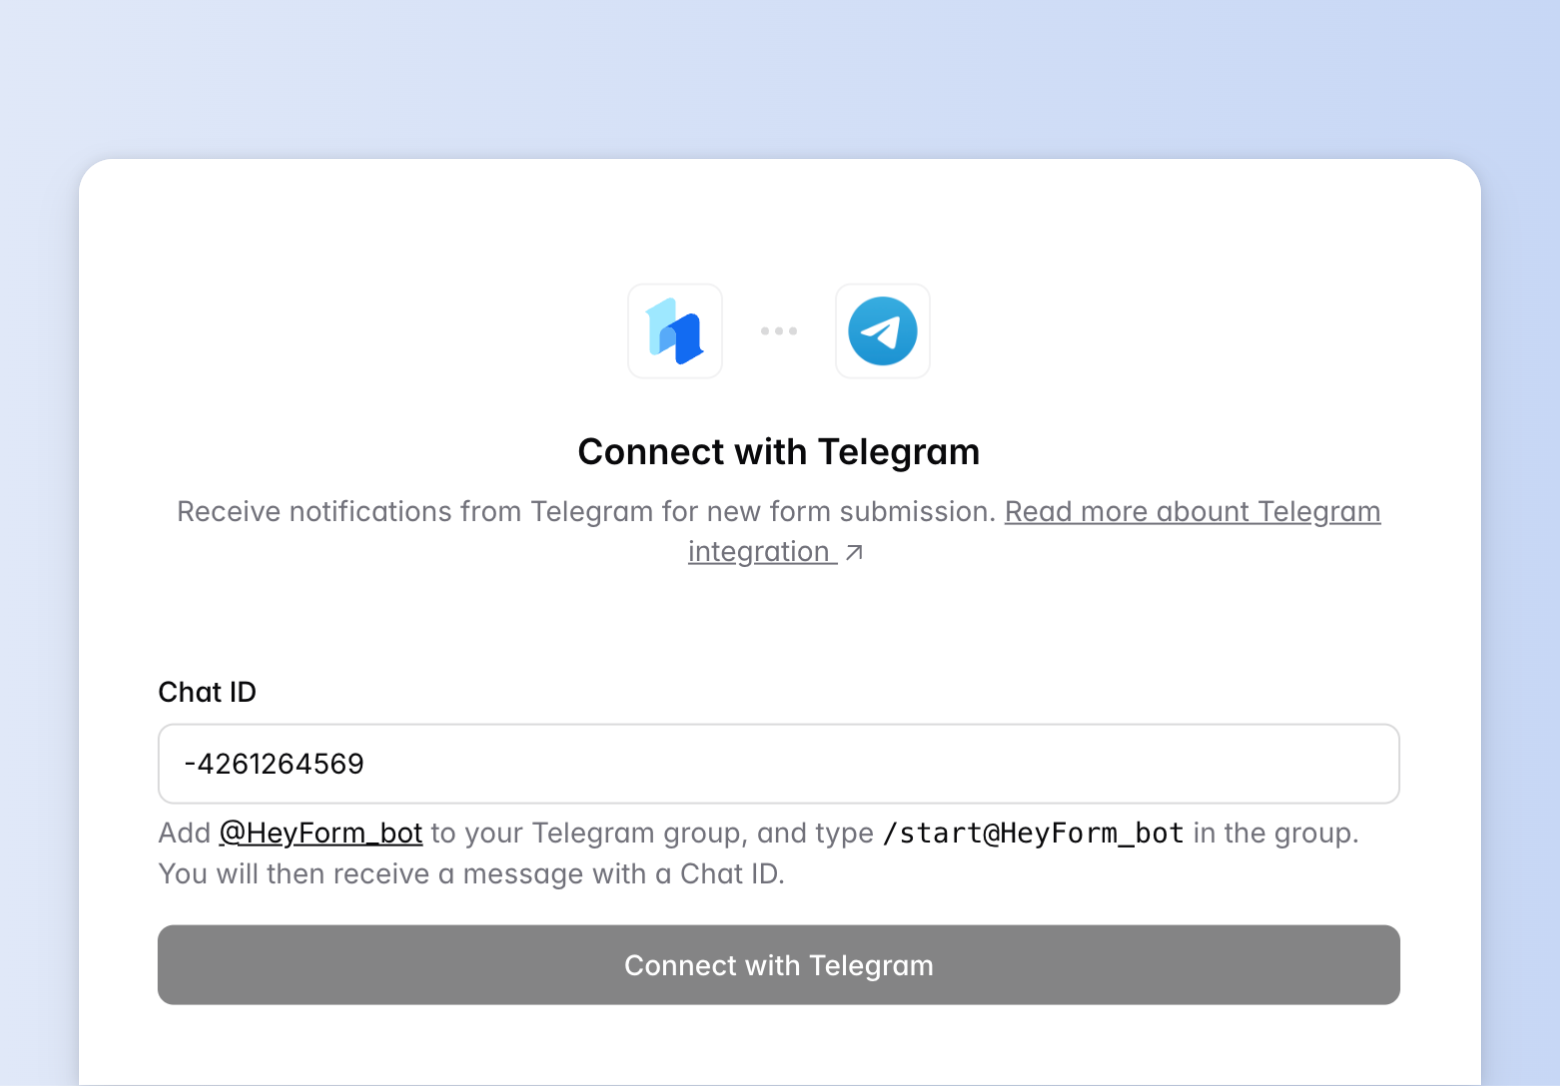 Connect with Telegram
Receive notifications from Telegram for new form submission. Read more abount Telegram
integration ↗
Chat ID
-4261264569
Add @HeyForm_bot to your Telegram group, and type /start@HeyForm_bot in the group.
You will then receive a message with a Chat ID.
Connect with Telegram